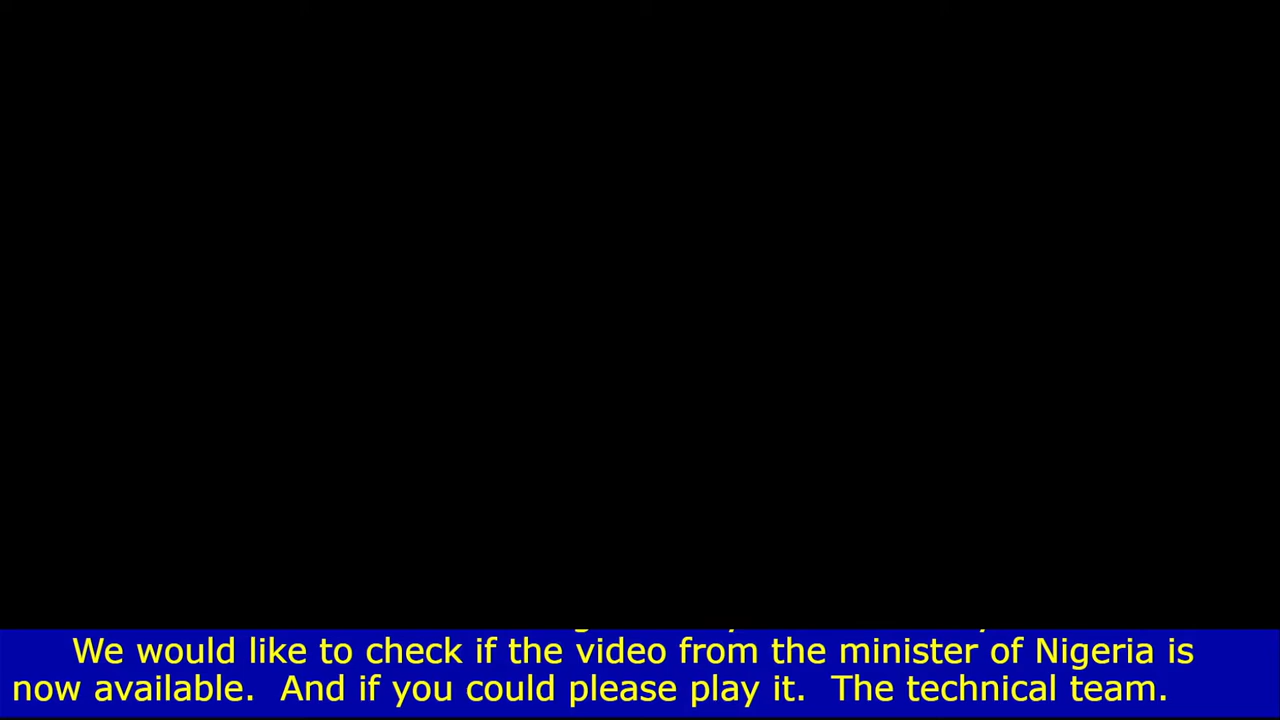 We would like to check if the video from the minister of Nigeria is
now available.  And if you could please play it.  The technical team.